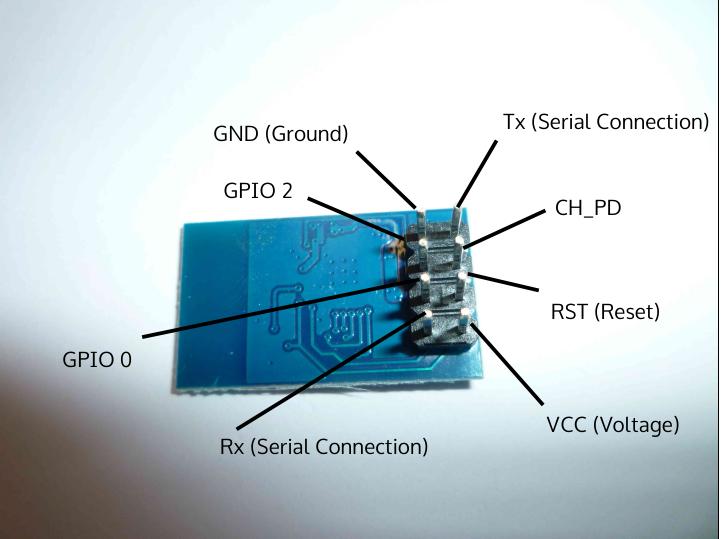 Tx (Serial Connection)
GND (Ground)
GPIO 2
CH_PD
RST (Reset)
GPIO 0
VCC (Voltage)
Rx (Serial Connection)